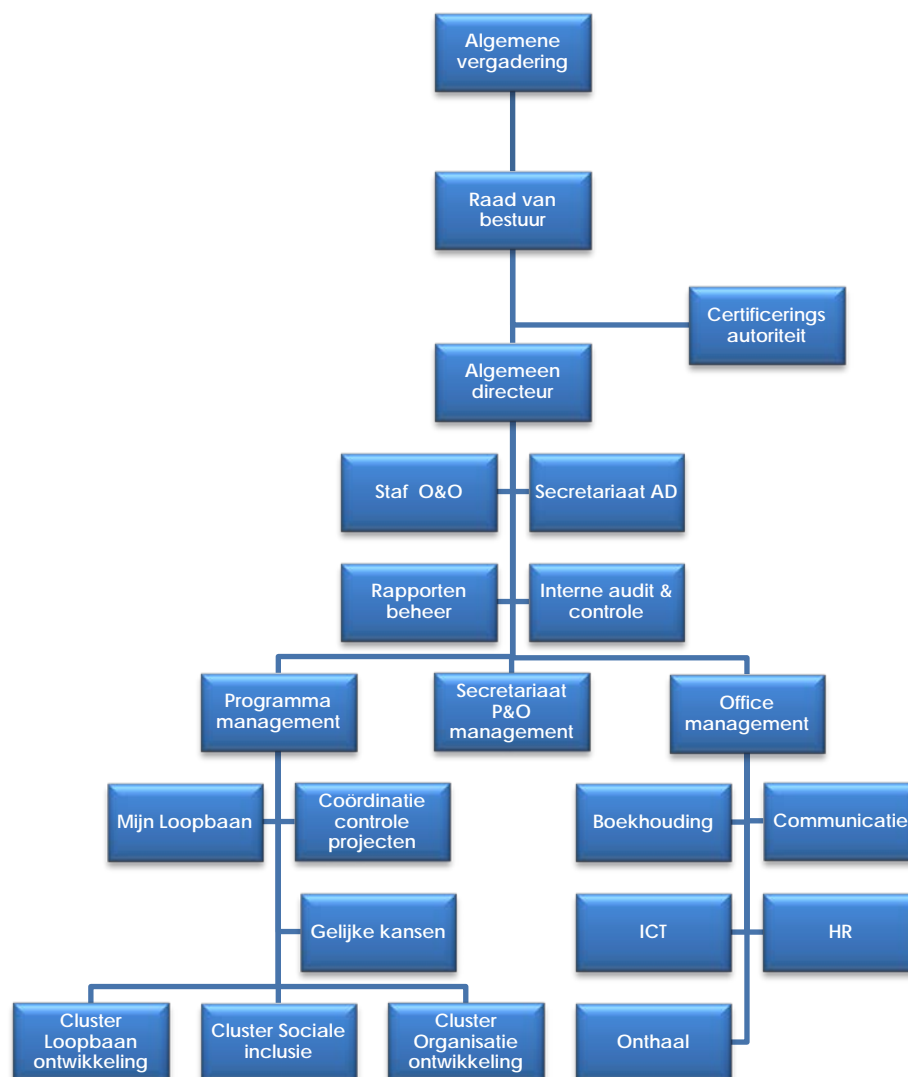 Algemene
vergadering
Raad van
bestuur
Certificerings
autoriteit
Algemeen
directeur
Staf O&O
Secretariaat AD
Rapporten
beheer
Interne audit &
controle
Programma
management
Secretariaat
P&O
management
Office
management
Mijn Loopbaan
Coördinatie
controle
projecten
Boekhouding
Communicatie
Gelijke kansen
ICT
HR
Cluster
Loopbaan
ontwikkeling
Cluster Sociale
inclusie
Cluster
Organisatie
ontwikkeling
Onthaal